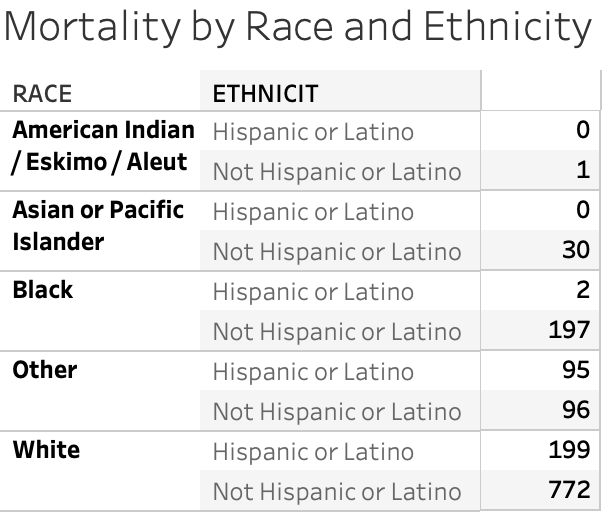 Mortality by Race and Ethnicity
RACE ETHNICIT
American Indian / Eskimo / Aleut Hispanic or Latino 0
Not Hispanic or Latino 1
Asian or Pacific Islander Hispanic or Latino 0
Not Hispanic or Latino 30
Black Hispanic or Latino 2
Not Hispanic or Latino 197
Other Hispanic or Latino 95
Not Hispanic or Latino 96
White Hispanic or Latino 199
Not Hispanic or Latino 772